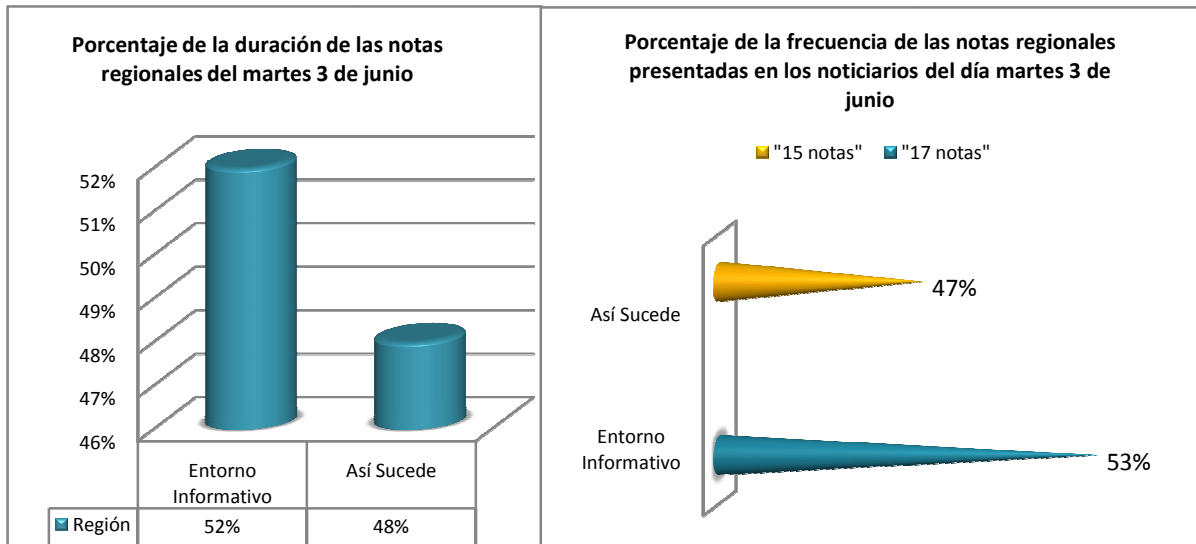 Porcentaje de la duración de las notas
regionales del martes 3 de junio
52%
51%
50%
49%
48%
47%
46%
Entorno
Informativo
Así Sucede
Región
52%
48%
Porcentaje de la frecuencia de las notas regionales
presentadas en los noticiarios del día martes 3 de
junio
"15 notas"
"17 notas"
Así Sucede
47%
Entorno
Informativo
53%